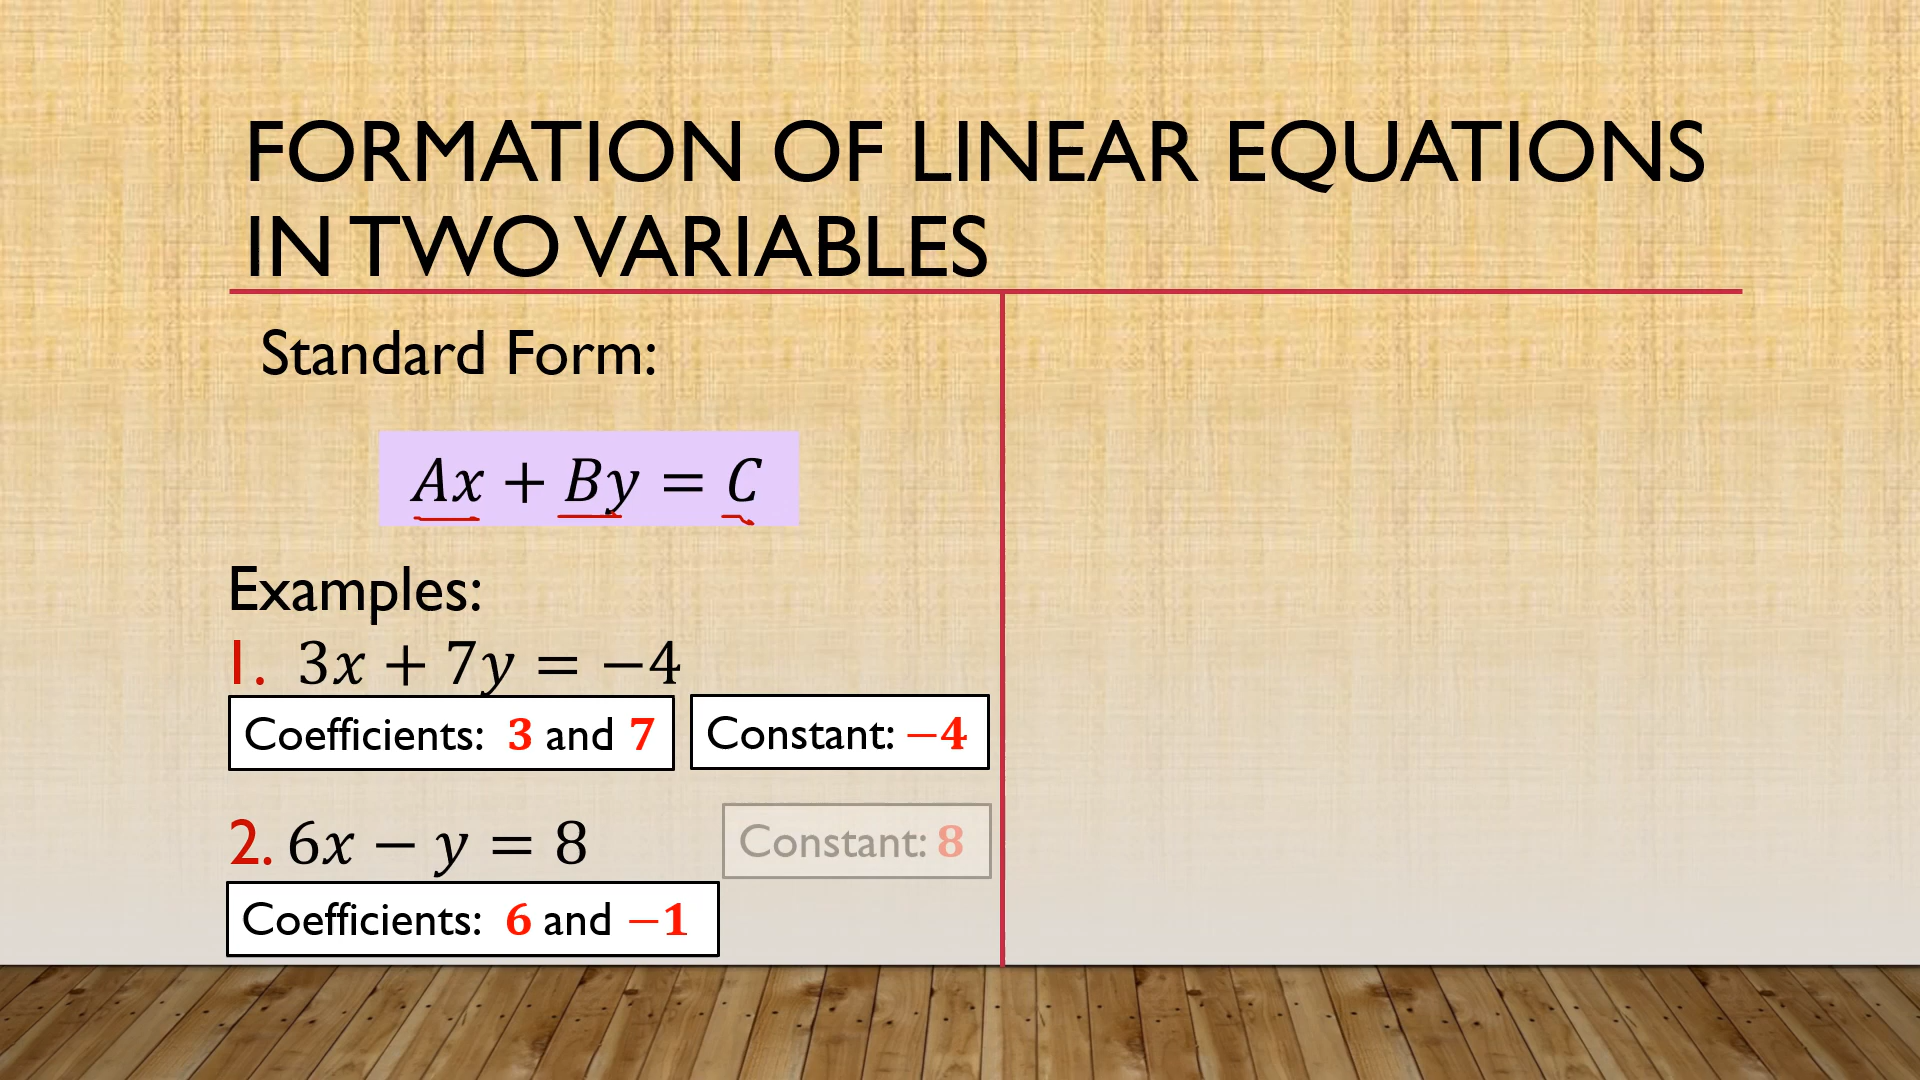 FORMATION OF LINEAR EQUATIONS
IN TWO VARIABLES
Standard Form:
Ax + By = C
Examples:
1. 3x + 7y = −4
Coefficients: 3 and 7
Constant: −4
2. 6x − y = 8
Constant: 8
Coefficients: 6 and −1